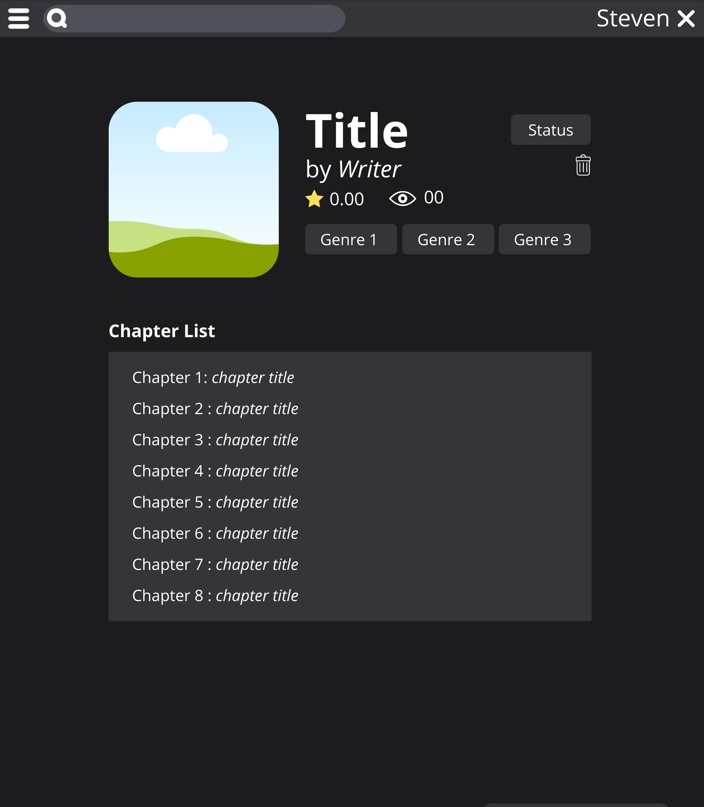 Steven
Title
Status
by Writer
0.00
00
Genre 1
Genre 2
Genre 3
Chapter List
Chapter 1: chapter title
Chapter 2 : chapter title
Chapter 3 : chapter title
Chapter 4 : chapter title
Chapter 5 : chapter title
Chapter 6 : chapter title
Chapter 7 : chapter title
Chapter 8 : chapter title